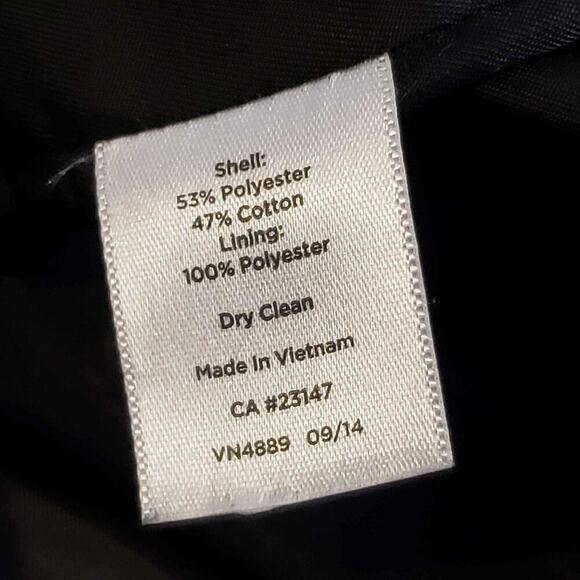 Shell:
53% Polyester
47% Cotton
Lining:
100% Polyester
Dry Clean
Made In Vietnam
CA #23147
VN4889 09/14